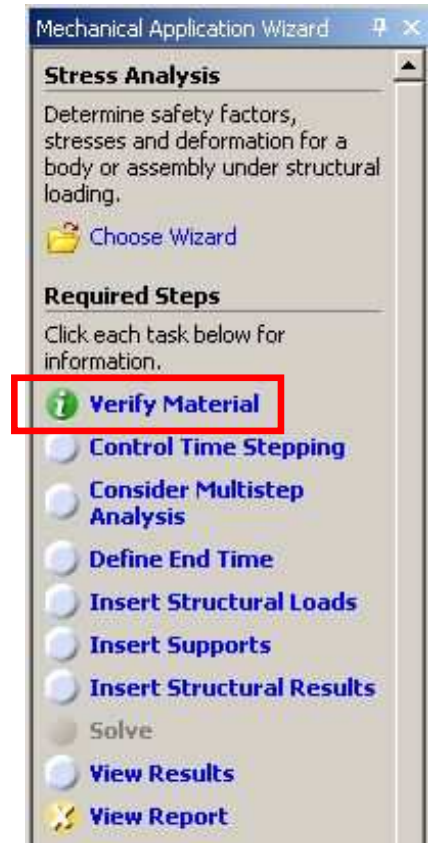 Mechanical Application Wizard
Stress Analysis
Determine safety factors,
stresses and deformation for a
body or assembly under structural
loading.
Choose Wizard
Required Steps
Click each task below for
information.
Verify Material
Control Time Stepping
Consider Multistep
Analysis
Define End Time
Insert Structural Loads
Insert Supports
Insert Structural Results
Solve
View Results
View Report